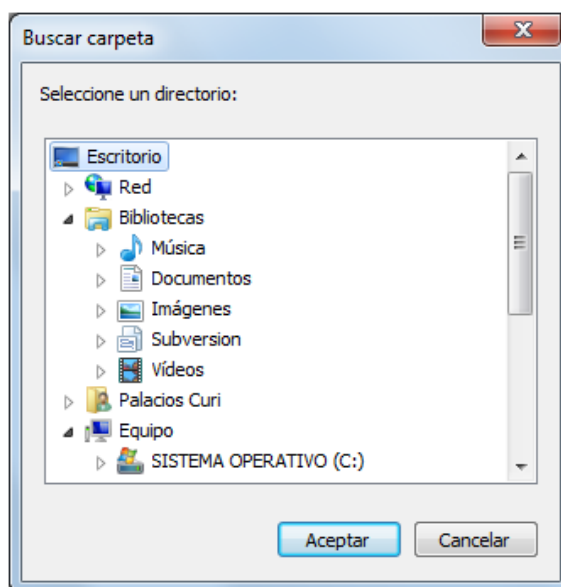 Buscar carpeta
Seleccione un directorio:
Escritorio
Red
Bibliotecas
Música
Documentos
Imágenes
Subversion
Vídeos
Palacios Curi
Equipo
SISTEMA OPERATIVO (C:)
Aceptar Cancelar